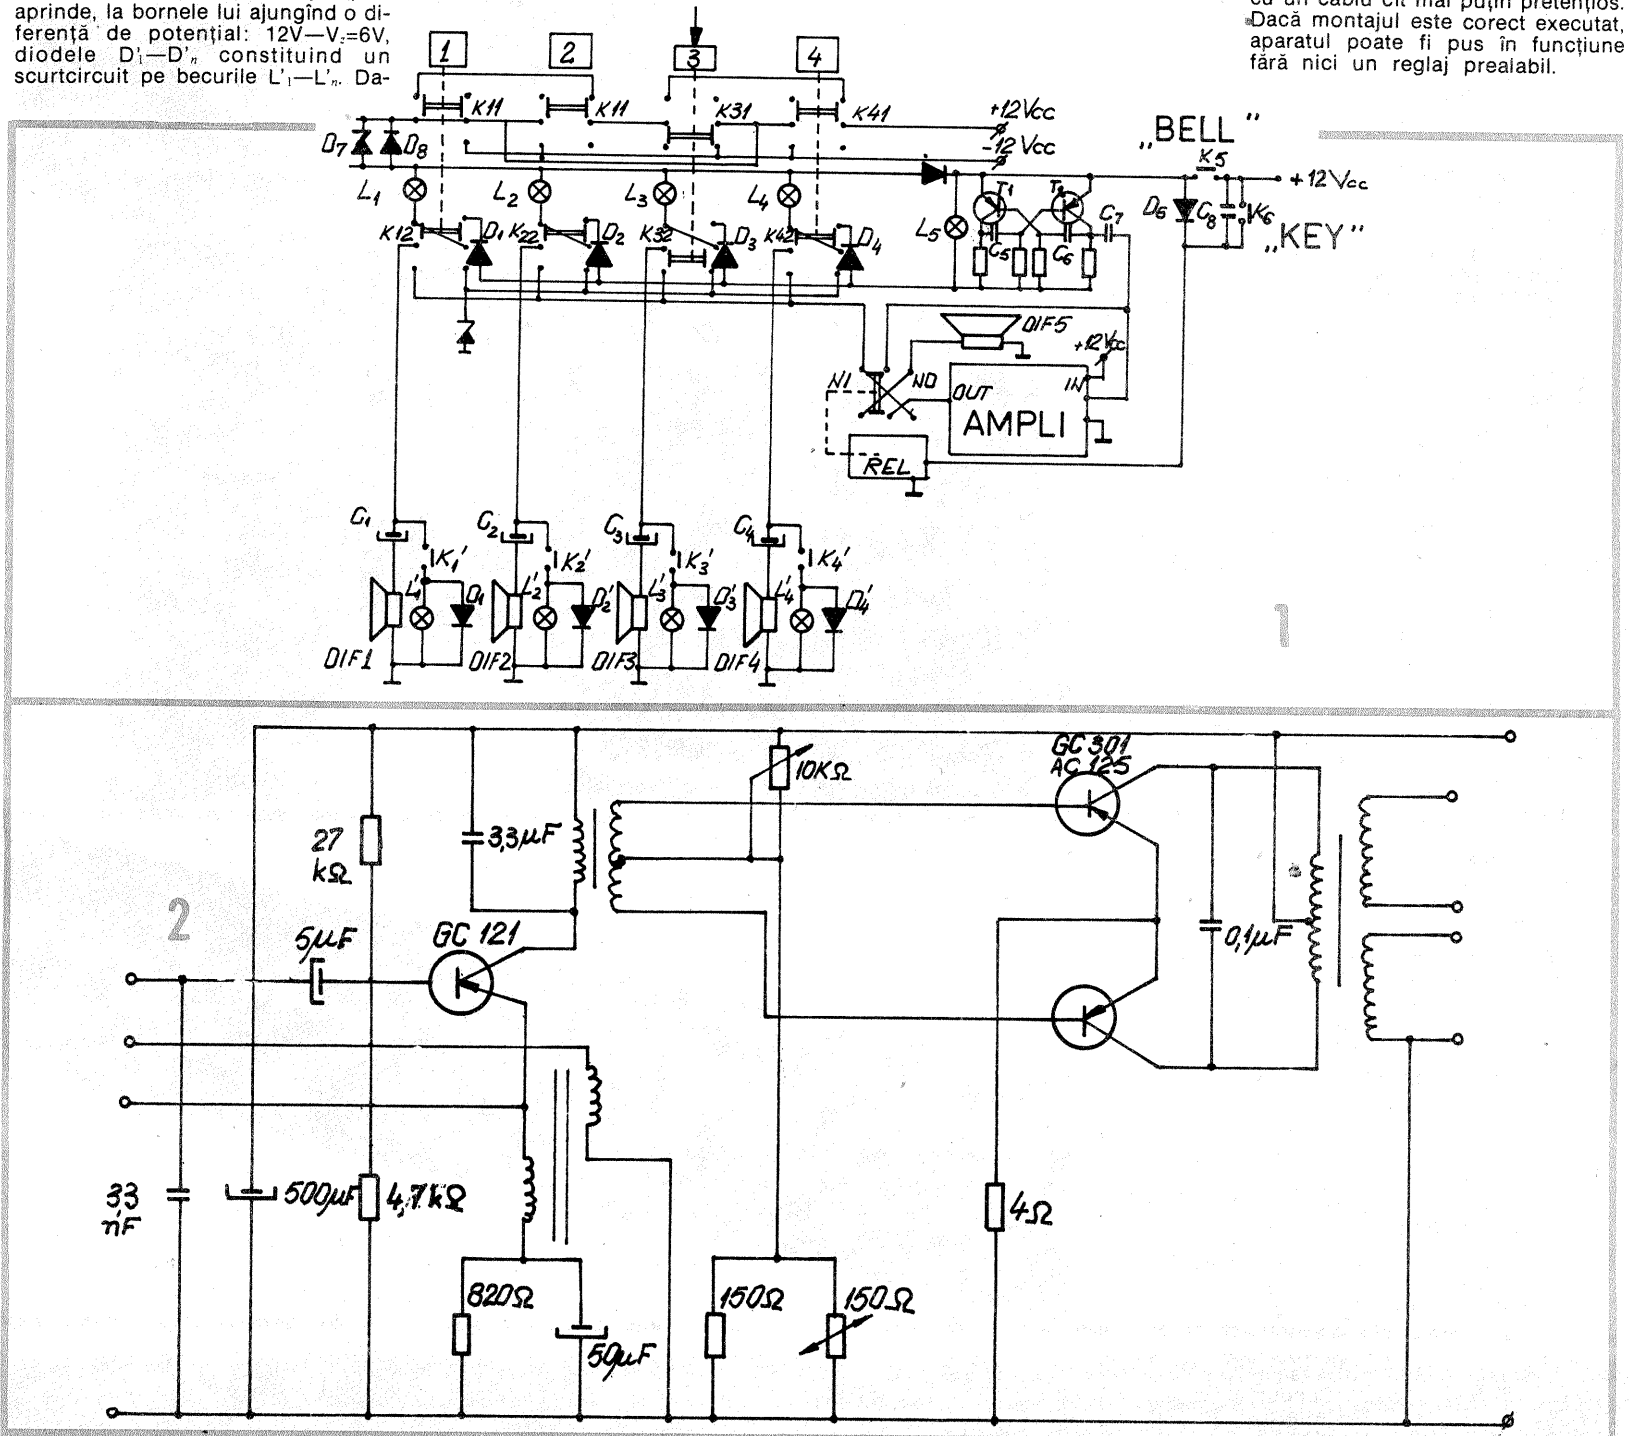 aprinde, la bornele lui ajungînd o di-
ferență de potențial: 12V—V_z=6V,
diodele D'₁—D'ₙ constituind un
scurtcircuit pe becurile L'₁—L'ₙ. Da-
cu un cablu cît mai puțin pretențios.
Dacă montajul este corect executat,
aparatul poate fi pus în funcțiune
fără nici un reglaj prealabil.
1 2 3 4
K11 K11 K31 K41
+12Vcc
-12Vcc
„BELL”
D7 D8
K5
+12Vcc
L1 L2 L3 L4
T1 T2
L5
D6 C8 K6
„KEY”
K12 D1 K22 D2 K32 D3 K42 D4
C5 C6 C7
DIF5
+12Vcc
NI ND
OUT IN
AMPLI
REL
C1 C2 C3 C4
K1' K2' K3' K4'
L'1 D1 L'2 D'2 L'3 D'3 L'4 D'4
DIF1 DIF2 DIF3 DIF4
1
GC 301
AC 125
10KΩ
27
kΩ
3,3µF
2
5µF
GC 121
0,1µF
33
nF
500µF
4,7kΩ
4Ω
820Ω
150Ω
150Ω
50µF